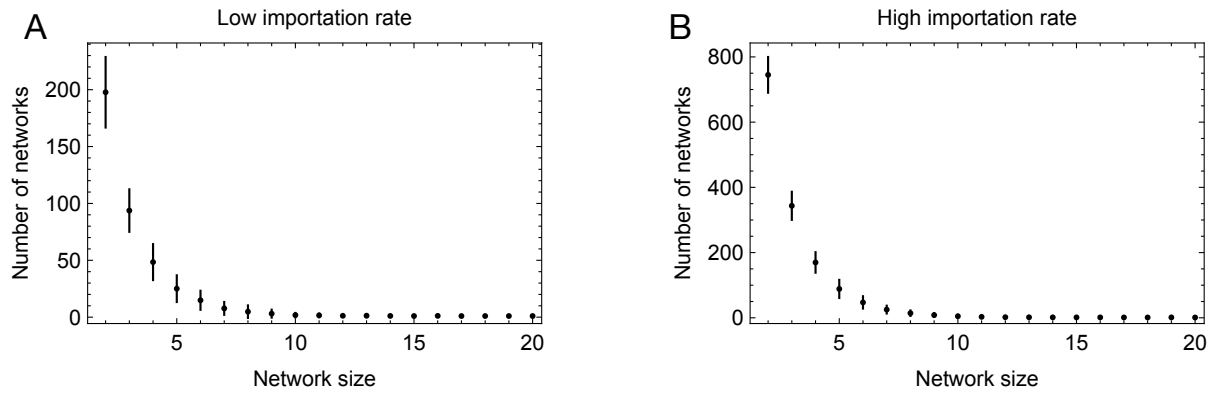 A
Low importation rate
Number of networks
200
150
100
50
0
5
10
15
20
Network size
B
High importation rate
Number of networks
800
600
400
200
0
5
10
15
20
Network size